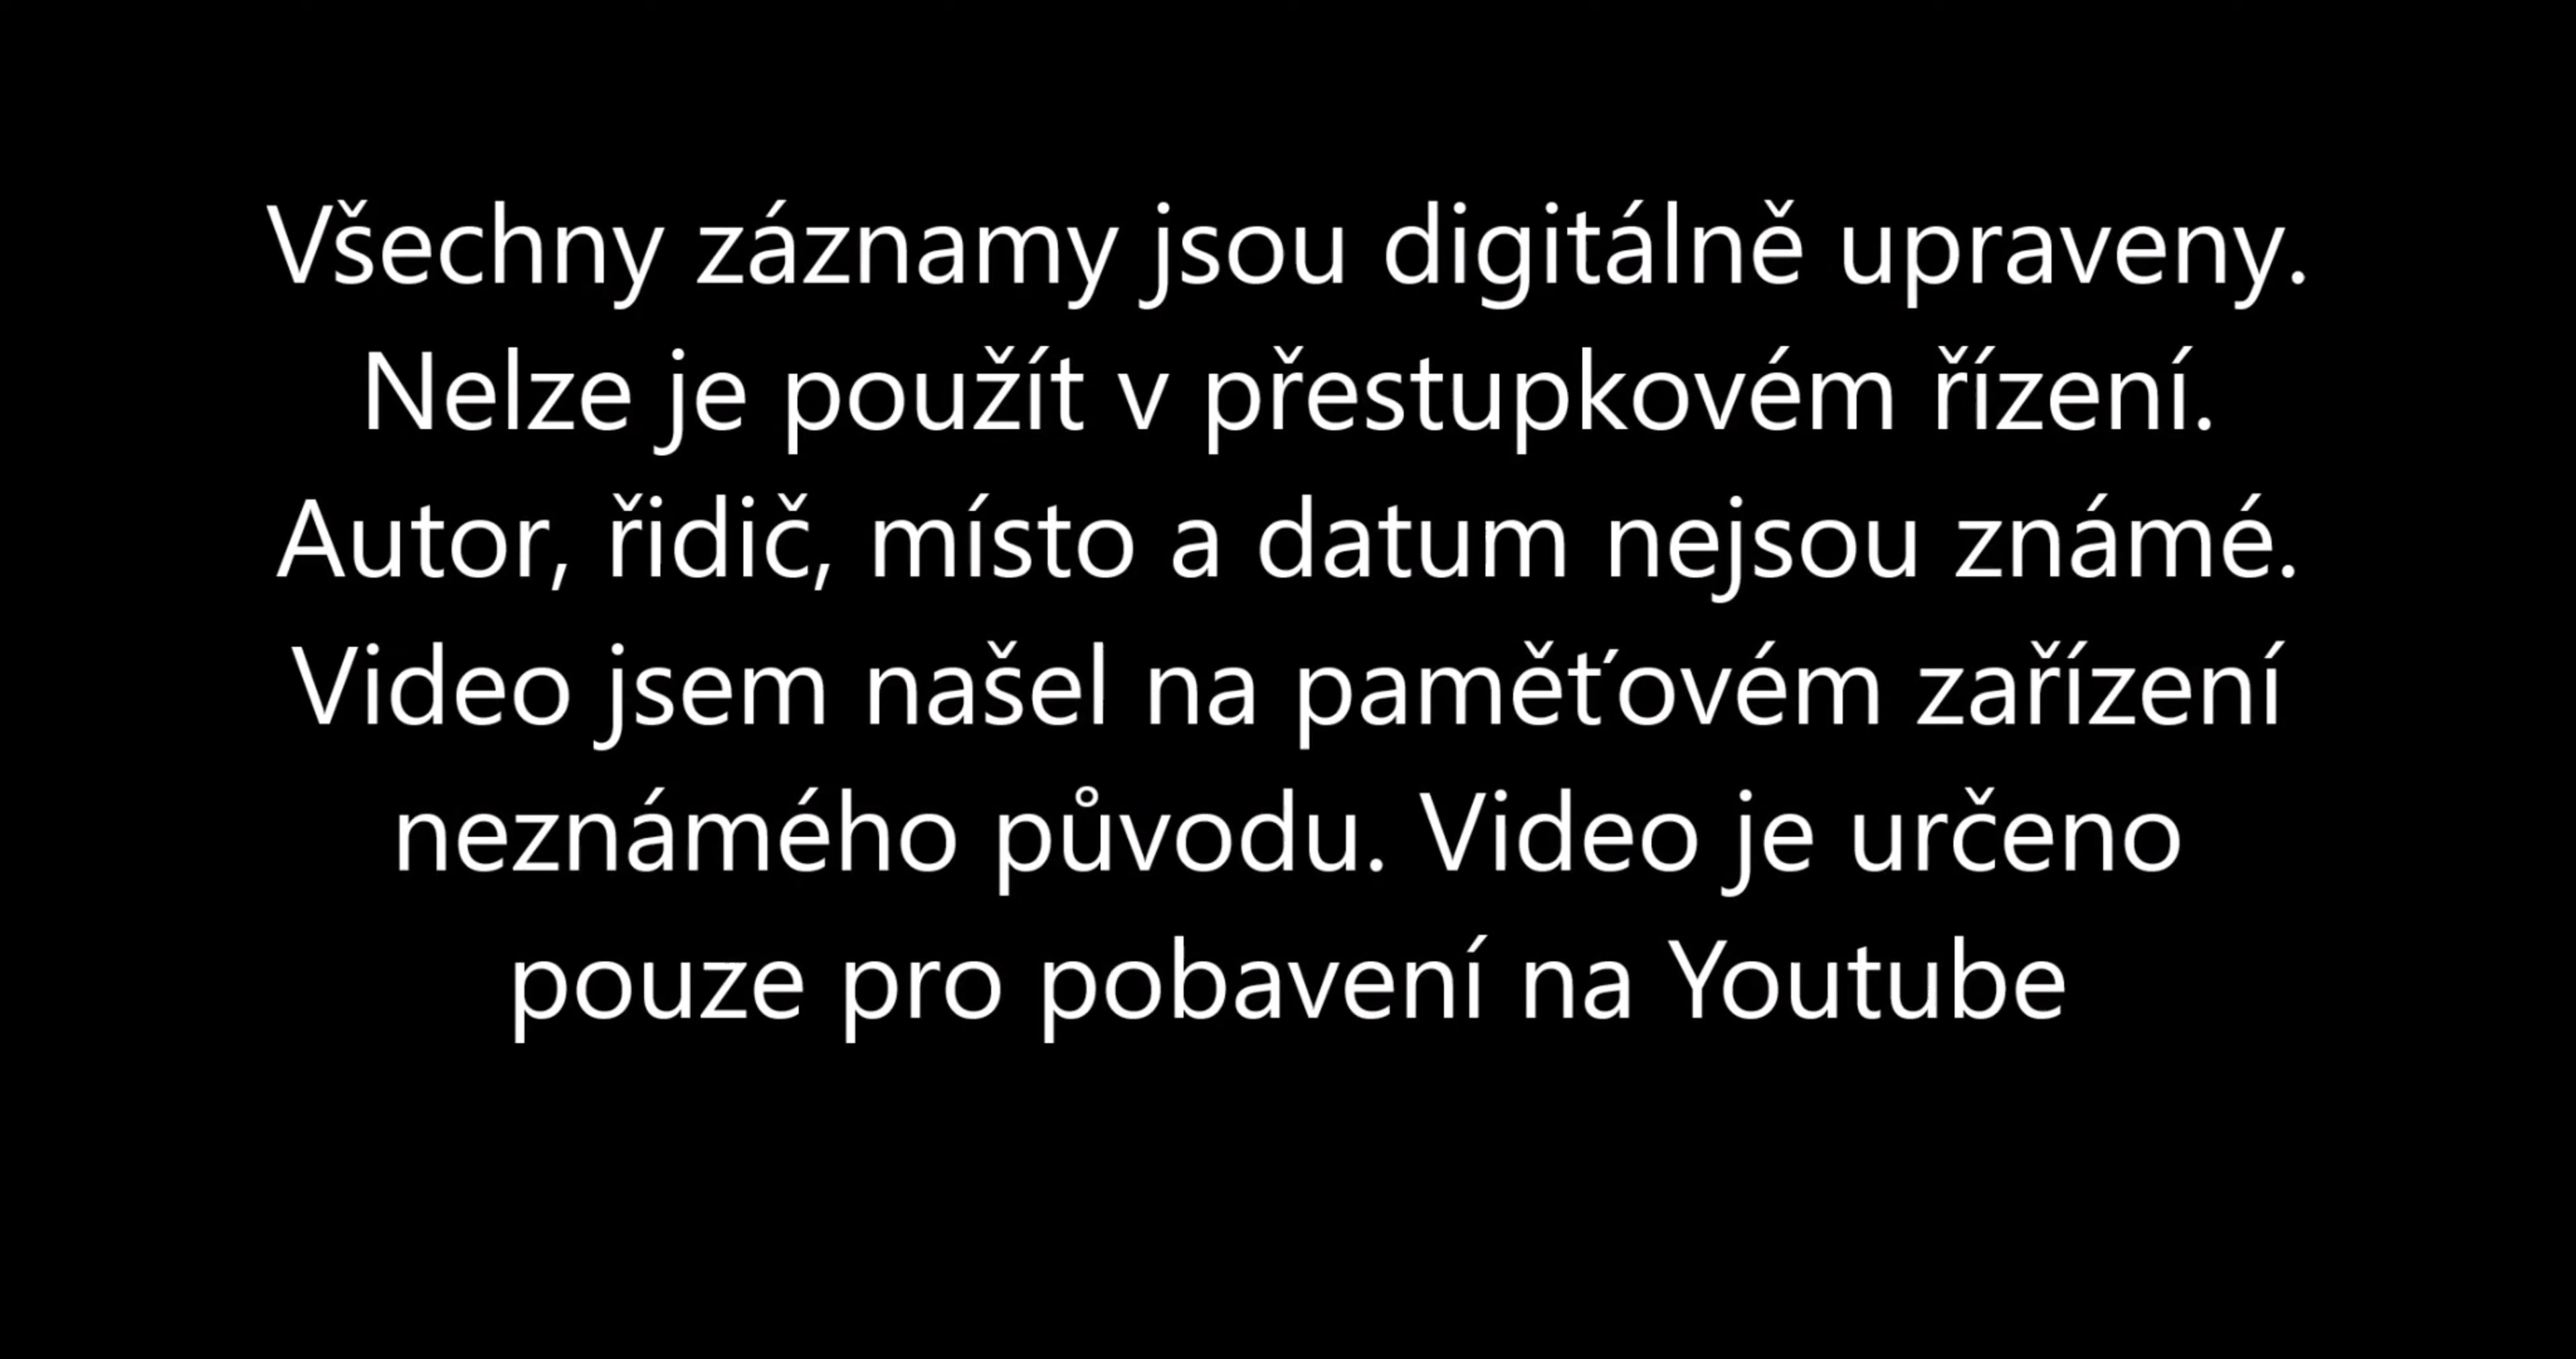 Všechny záznamy jsou digitálně upraveny.
Nelze je použít v přestupkovém řízení.
Autor, řidič, místo a datum nejsou známé.
Video jsem našel na paměťovém zařízení
neznámého původu. Video je určeno
pouze pro pobavení na Youtube